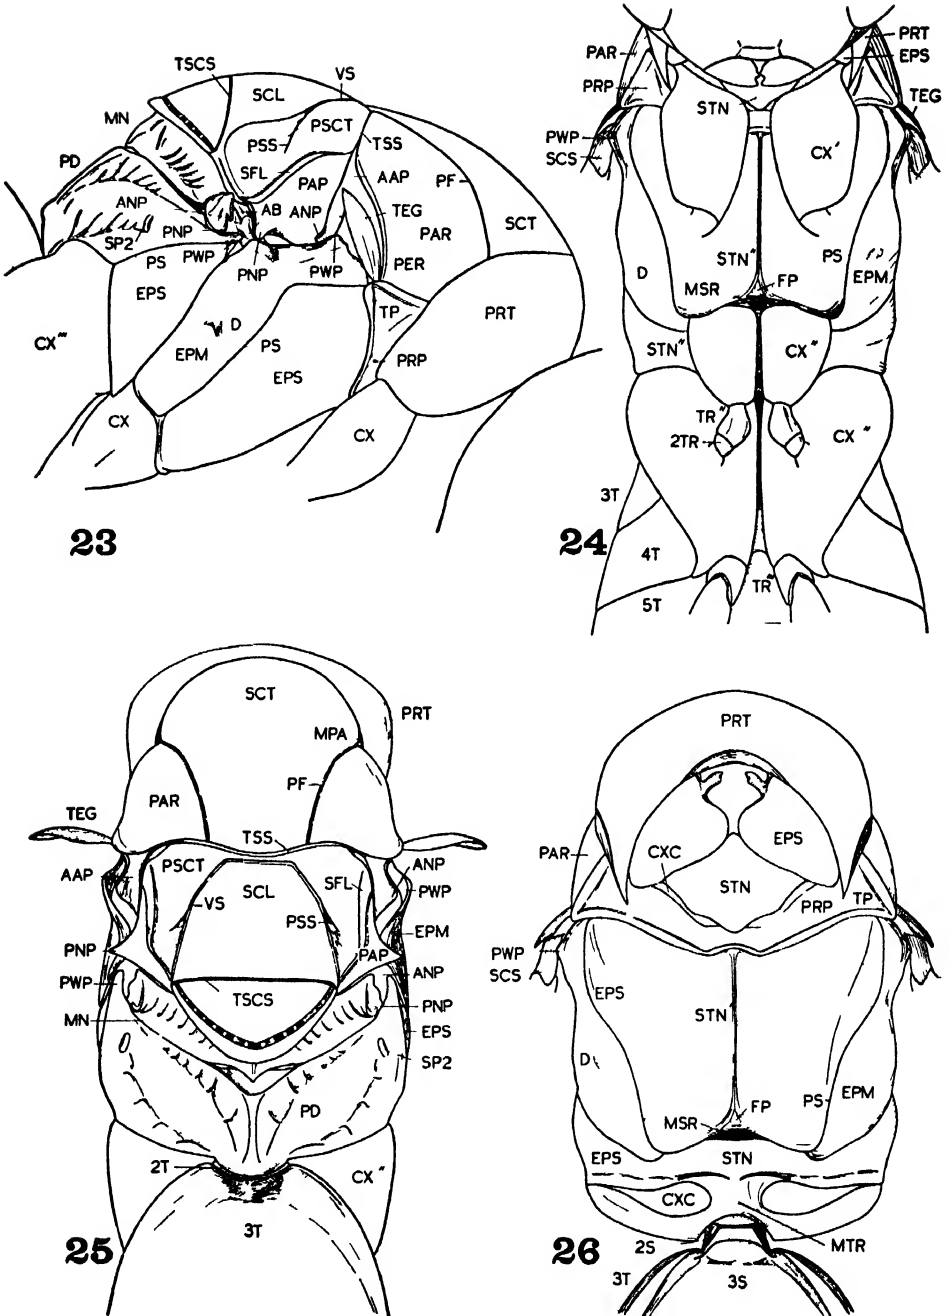 TSCS
VS
SCL
MN
PSCT
PSS
TSS
PD
SFL
PAP
AAP
PF
ANP
AB
ANP
TEG
SCT
PNP
PAR
SP2
PS
PWP
PNP
PWP
PER
EPS
D
TP
PRT
CX‴
EPM
PS
EPS
PRP
CX
CX
23
PRT
PAR
EPS
PRP
STN
TEG
PWP
SCS
CX′
STN″
PS
D
MSR
FP
EPM
STN″
CX″
TR″
2TR
CX‴
3T
24
4T
TR‴
5T
SCT
PRT
MPA
PF
PAR
TEG
TSS
PSCT
ANP
AAP
SCL
SFL
PWP
VS
PSS
EPM
PNP
PAP
ANP
PWP
TSCS
PNP
MN
EPS
SP2
PD
2T
CX″
25
3T
PRT
EPS
PAR
CXC
STN
PRP
TP
PWP
SCS
EPS
STN
D
PS
EPM
FP
MSR
EPS
STN
CXC
26
2S
MTR
3T
3S